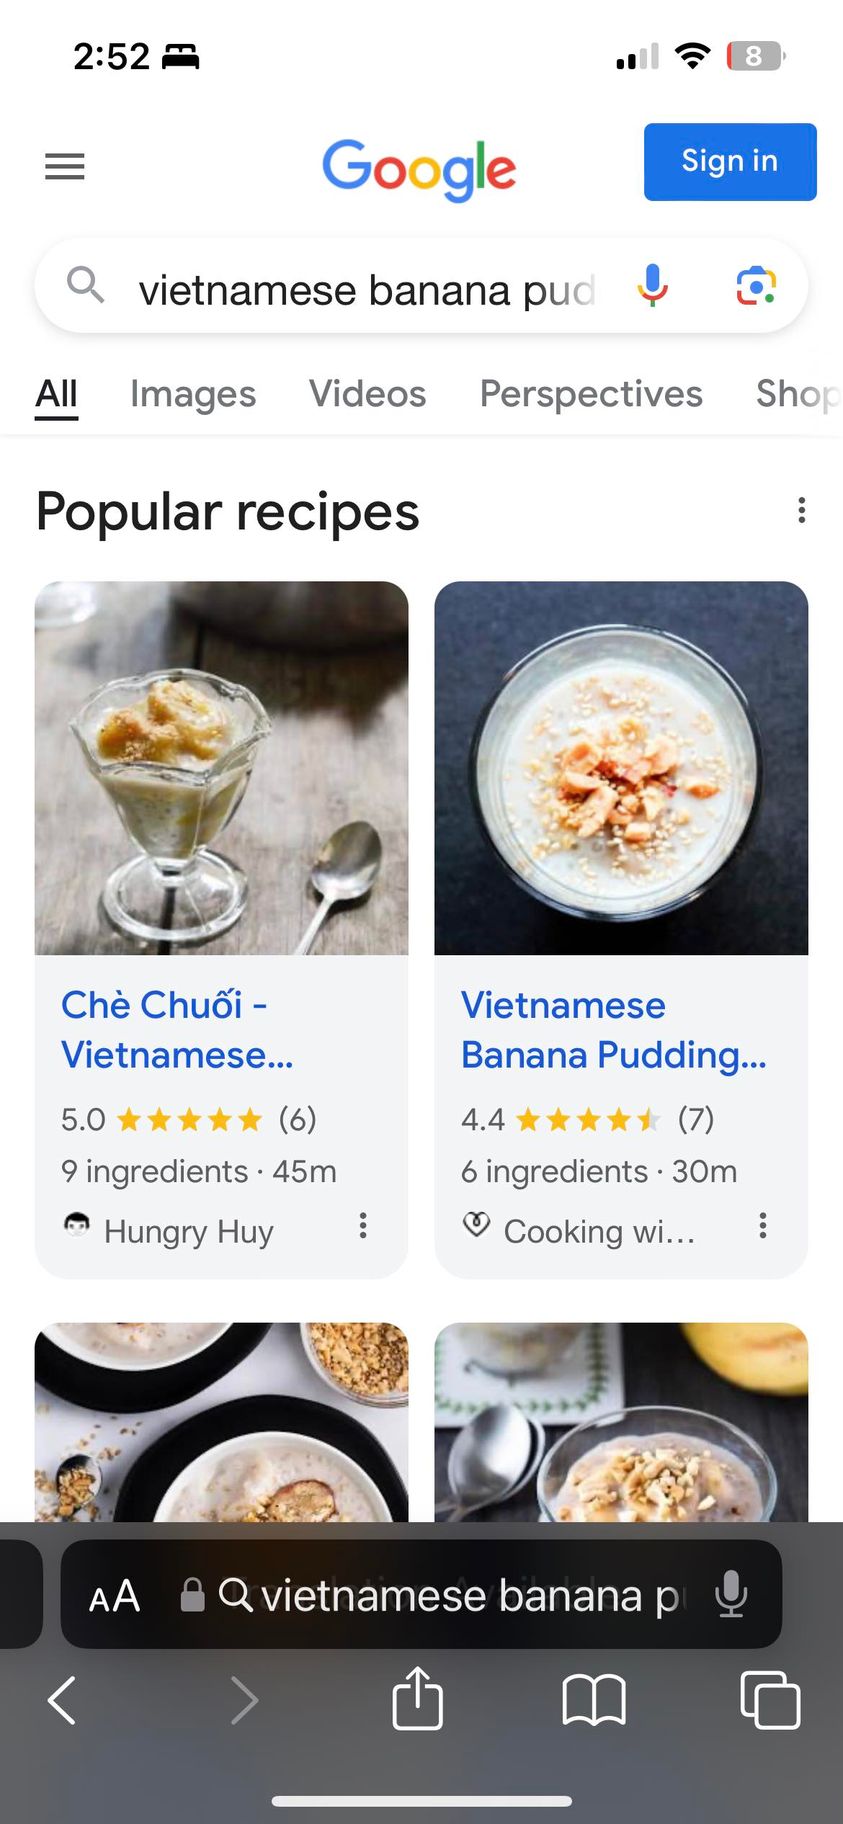 2:52
8
Google
Sign in
vietnamese banana pud
All Images Videos Perspectives Shop
Popular recipes
Chè Chuối -
Vietnamese...
5.0 (6)
9 ingredients · 45m
Hungry Huy
Vietnamese
Banana Pudding...
4.4 (7)
6 ingredients · 30m
Cooking wi...
AA vietnamese banana p